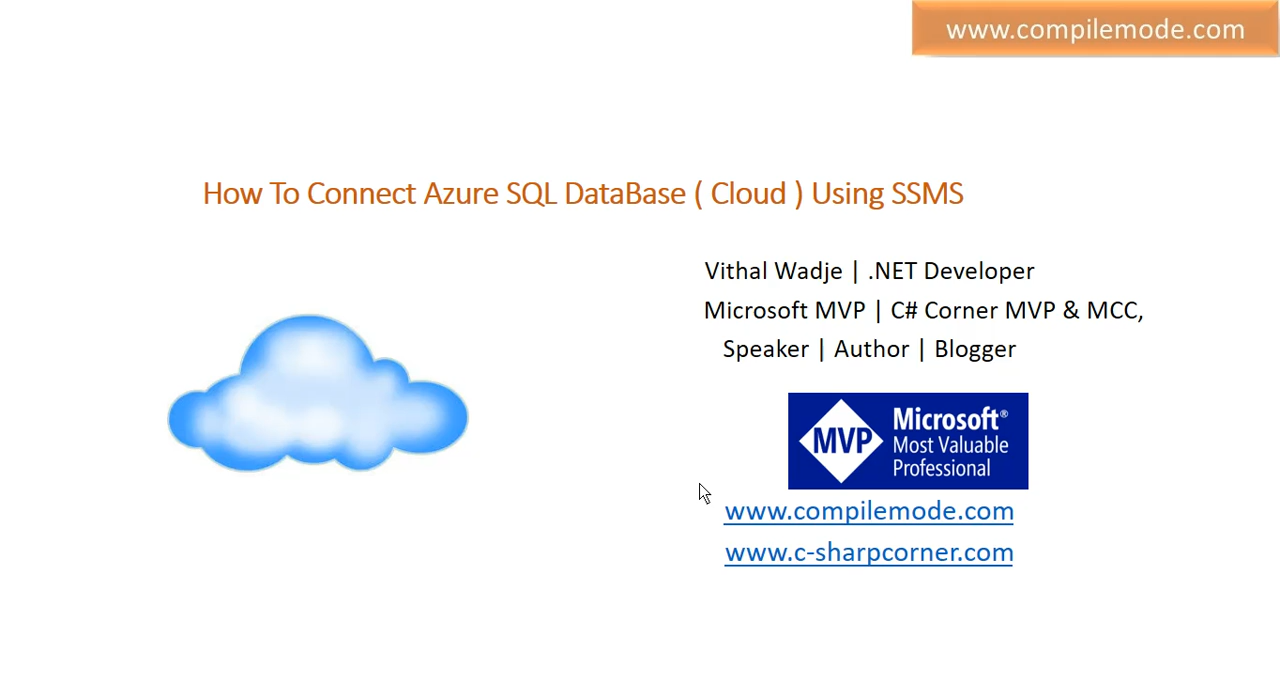 www.compilemode.com
How To Connect Azure SQL DataBase ( Cloud ) Using SSMS
Vithal Wadje | .NET Developer
Microsoft MVP | C# Corner MVP & MCC,
Speaker | Author | Blogger
MVP
Microsoft®
Most Valuable
Professional
www.compilemode.com
www.c-sharpcorner.com